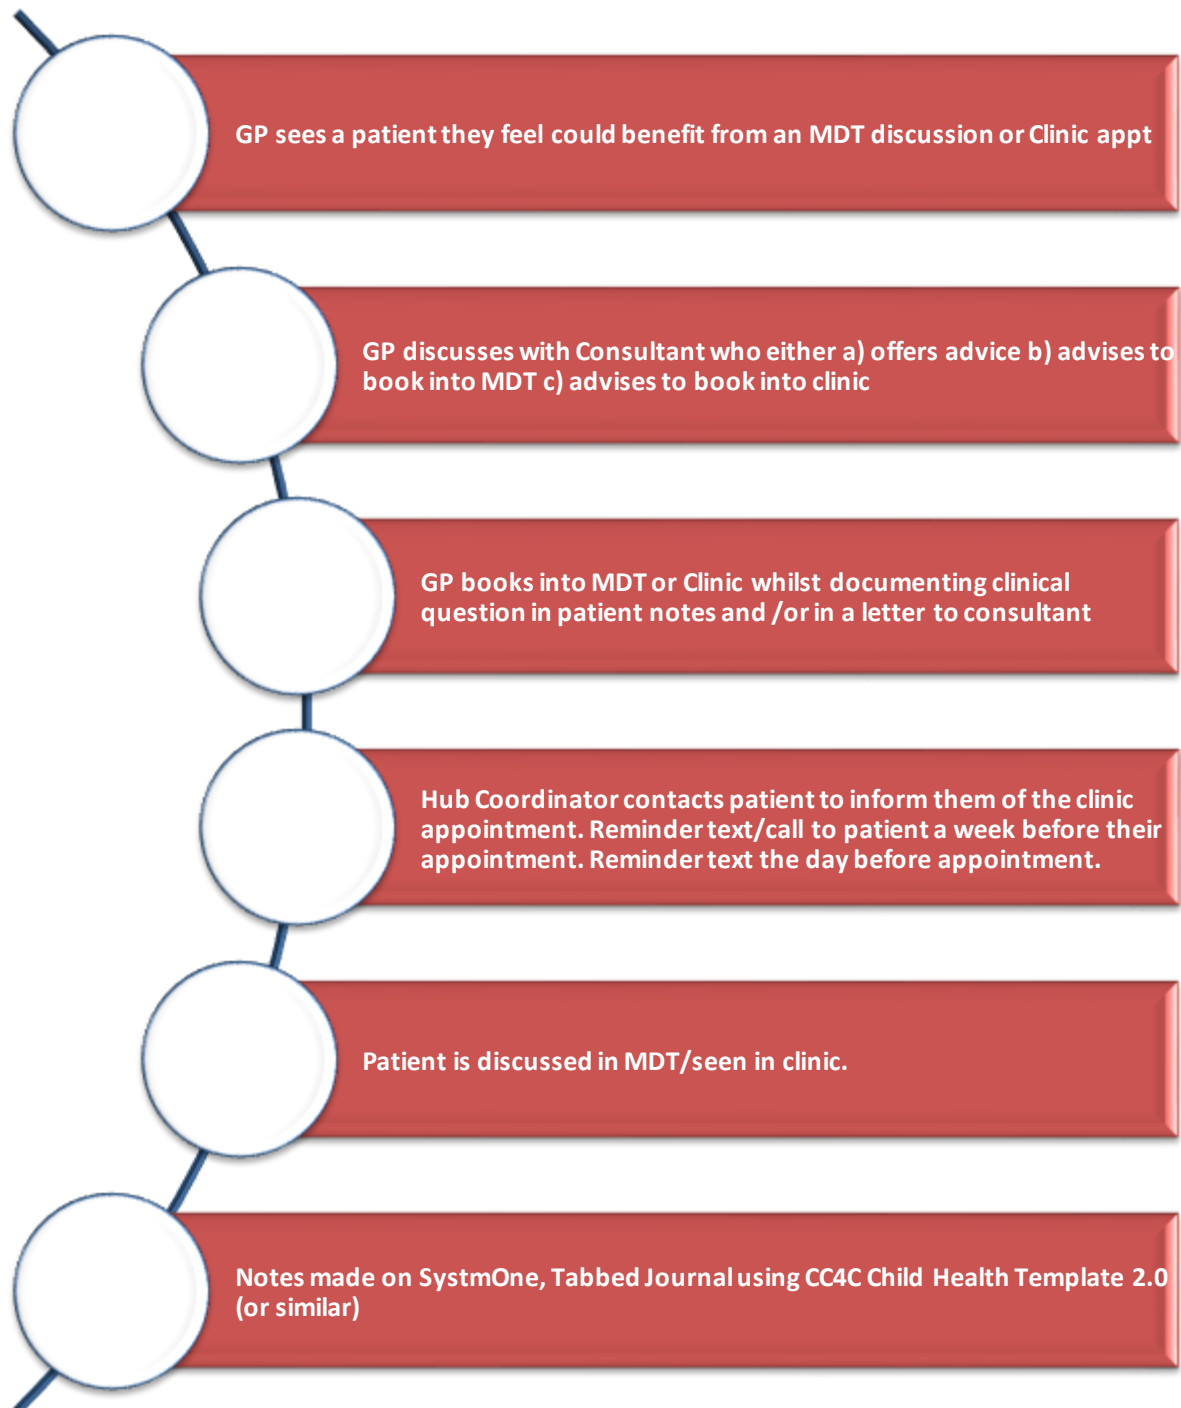 GP sees a patient they feel could benefit from an MDT discussion or Clinic appt
GP discusses with Consultant who either a) offers advice b) advises to
book into MDT c) advises to book into clinic
GP books into MDT or Clinic whilst documenting clinical
question in patient notes and /or in a letter to consultant
Hub Coordinator contacts patient to inform them of the clinic
appointment. Reminder text/call to patient a week before their
appointment. Reminder text the day before appointment.
Patient is discussed in MDT/seen in clinic.
Notes made on SystmOne, Tabbed Journal using CC4C Child Health Template 2.0
(or similar)